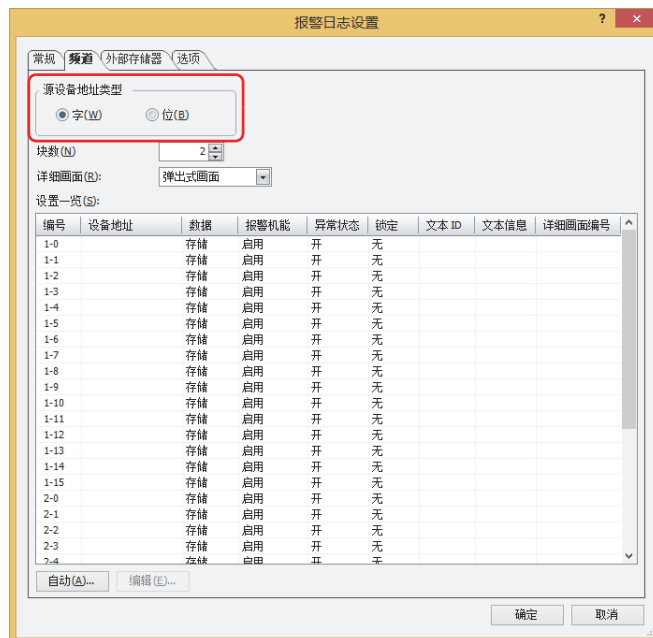 报警日志设置 ? ×
常规 频道 外部存储器 选项
源设备地址类型
字(W) 位(B)
块数(N) 2
详细画面(R): 弹出式画面
设置一览(S):
编号 设备地址 数据 报警机能 异常状态 锁定 文本 ID 文本信息 详细画面编号
1-0 存储 启用 开 无
1-1 存储 启用 开 无
1-2 存储 启用 开 无
1-3 存储 启用 开 无
1-4 存储 启用 开 无
1-5 存储 启用 开 无
1-6 存储 启用 开 无
1-7 存储 启用 开 无
1-8 存储 启用 开 无
1-9 存储 启用 开 无
1-10 存储 启用 开 无
1-11 存储 启用 开 无
1-12 存储 启用 开 无
1-13 存储 启用 开 无
1-14 存储 启用 开 无
1-15 存储 启用 开 无
2-0 存储 启用 开 无
2-1 存储 启用 开 无
2-2 存储 启用 开 无
2-3 存储 启用 开 无
2-4 存储 启用 开 无
自动(A)... 编辑(E)...
确定 取消